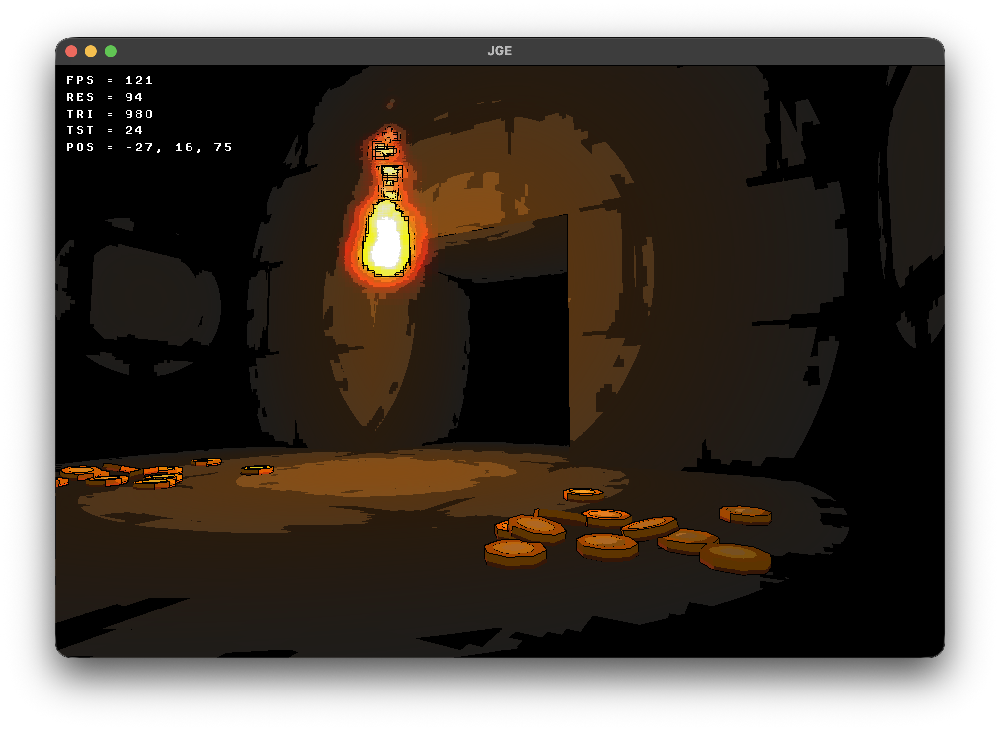 JGE
FPS = 121
RES = 94
TRI = 980
TST = 24
POS = -27, 16, 75